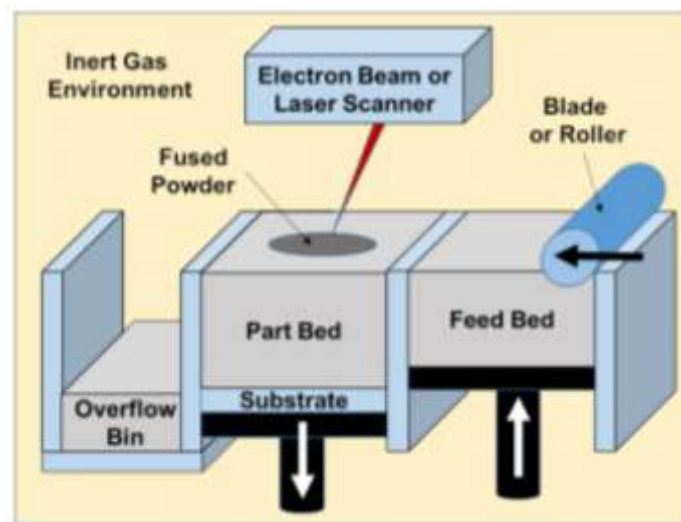 Inert Gas
Environment
Electron Beam or
Laser Scanner
Blade
or Roller
Fused
Powder
Part Bed
Feed Bed
Substrate
Overflow
Bin